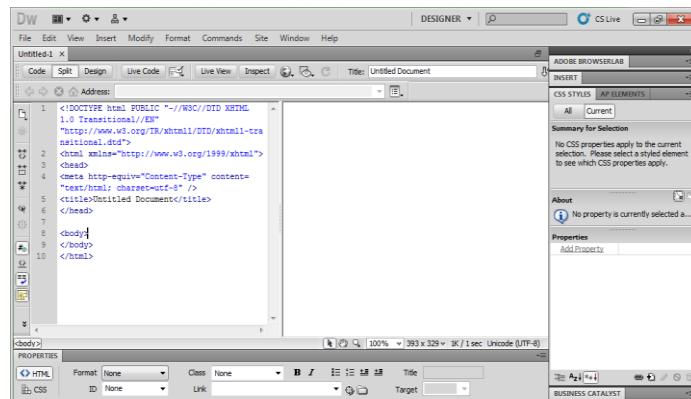 Dw DESIGNER CS Live
File Edit View Insert Modify Format Commands Site Window Help
Untitled-1 ×
Code Split Design Live Code Live View Inspect Title: Untitled Document
Address:
1 <!DOCTYPE html PUBLIC "-//W3C//DTD XHTML
1.0 Transitional//EN"
"http://www.w3.org/TR/xhtml1/DTD/xhtml1-tra
nsitional.dtd">
2 <html xmlns="http://www.w3.org/1999/xhtml">
3 <head>
4 <meta http-equiv="Content-Type" content=
"text/html; charset=utf-8" />
5 <title>Untitled Document</title>
6 </head>
7
8 <body>
9 </body>
10 </html>
<body> 100% 393 x 329 1K / 1 sec Unicode (UTF-8)
PROPERTIES
<> HTML Format None Class None B I Title
CSS ID None Link Target
ADOBE BROWSERLAB
INSERT
CSS STYLES AP ELEMENTS
All Current
Summary for Selection
No CSS properties apply to the current
selection. Please select a styled element
to see which CSS properties apply.
About
No property is currently selected a...
Properties
Add Property
BUSINESS CATALYST